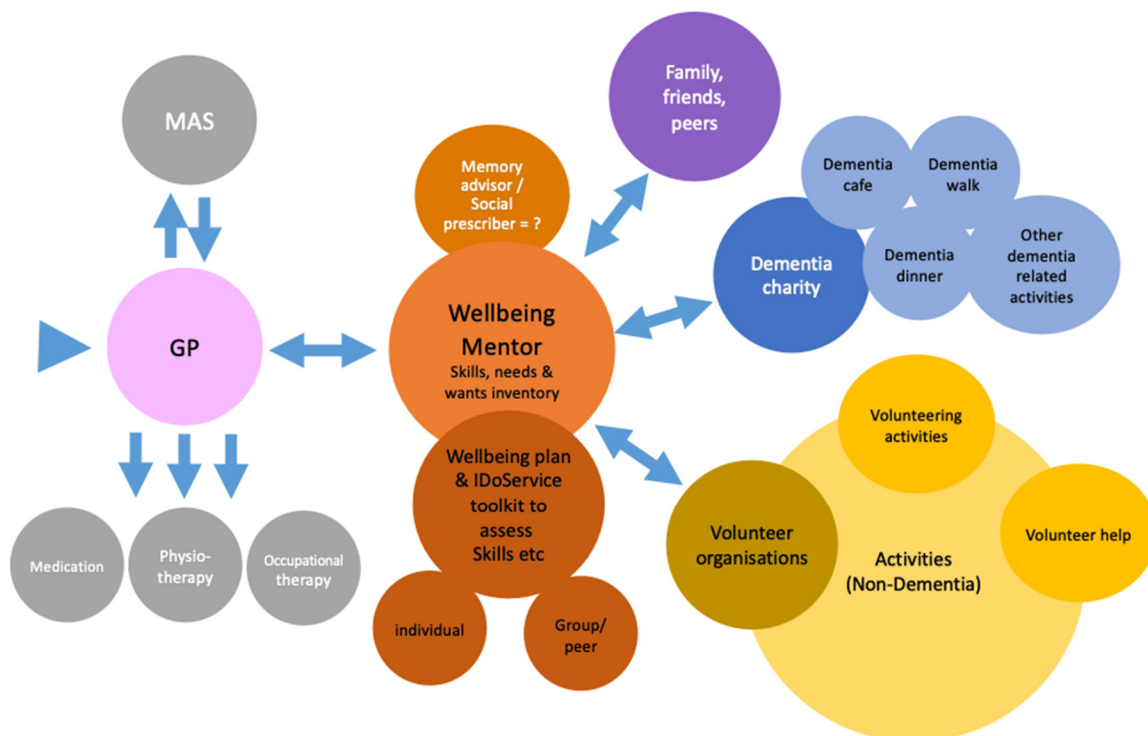 MAS
GP
Medication
Physio-
therapy
Occupational
therapy
Memory
advisor /
Social
prescriber = ?
Wellbeing
Mentor
Skills, needs &
wants inventory
Wellbeing plan
& IDoService
toolkit to
assess
Skills etc
individual
Group/
peer
Family,
friends,
peers
Dementia
charity
Dementia
cafe
Dementia
walk
Dementia
dinner
Other
dementia
related
activities
Volunteer
organisations
Activities
(Non-Dementia)
Volunteering
activities
Volunteer help